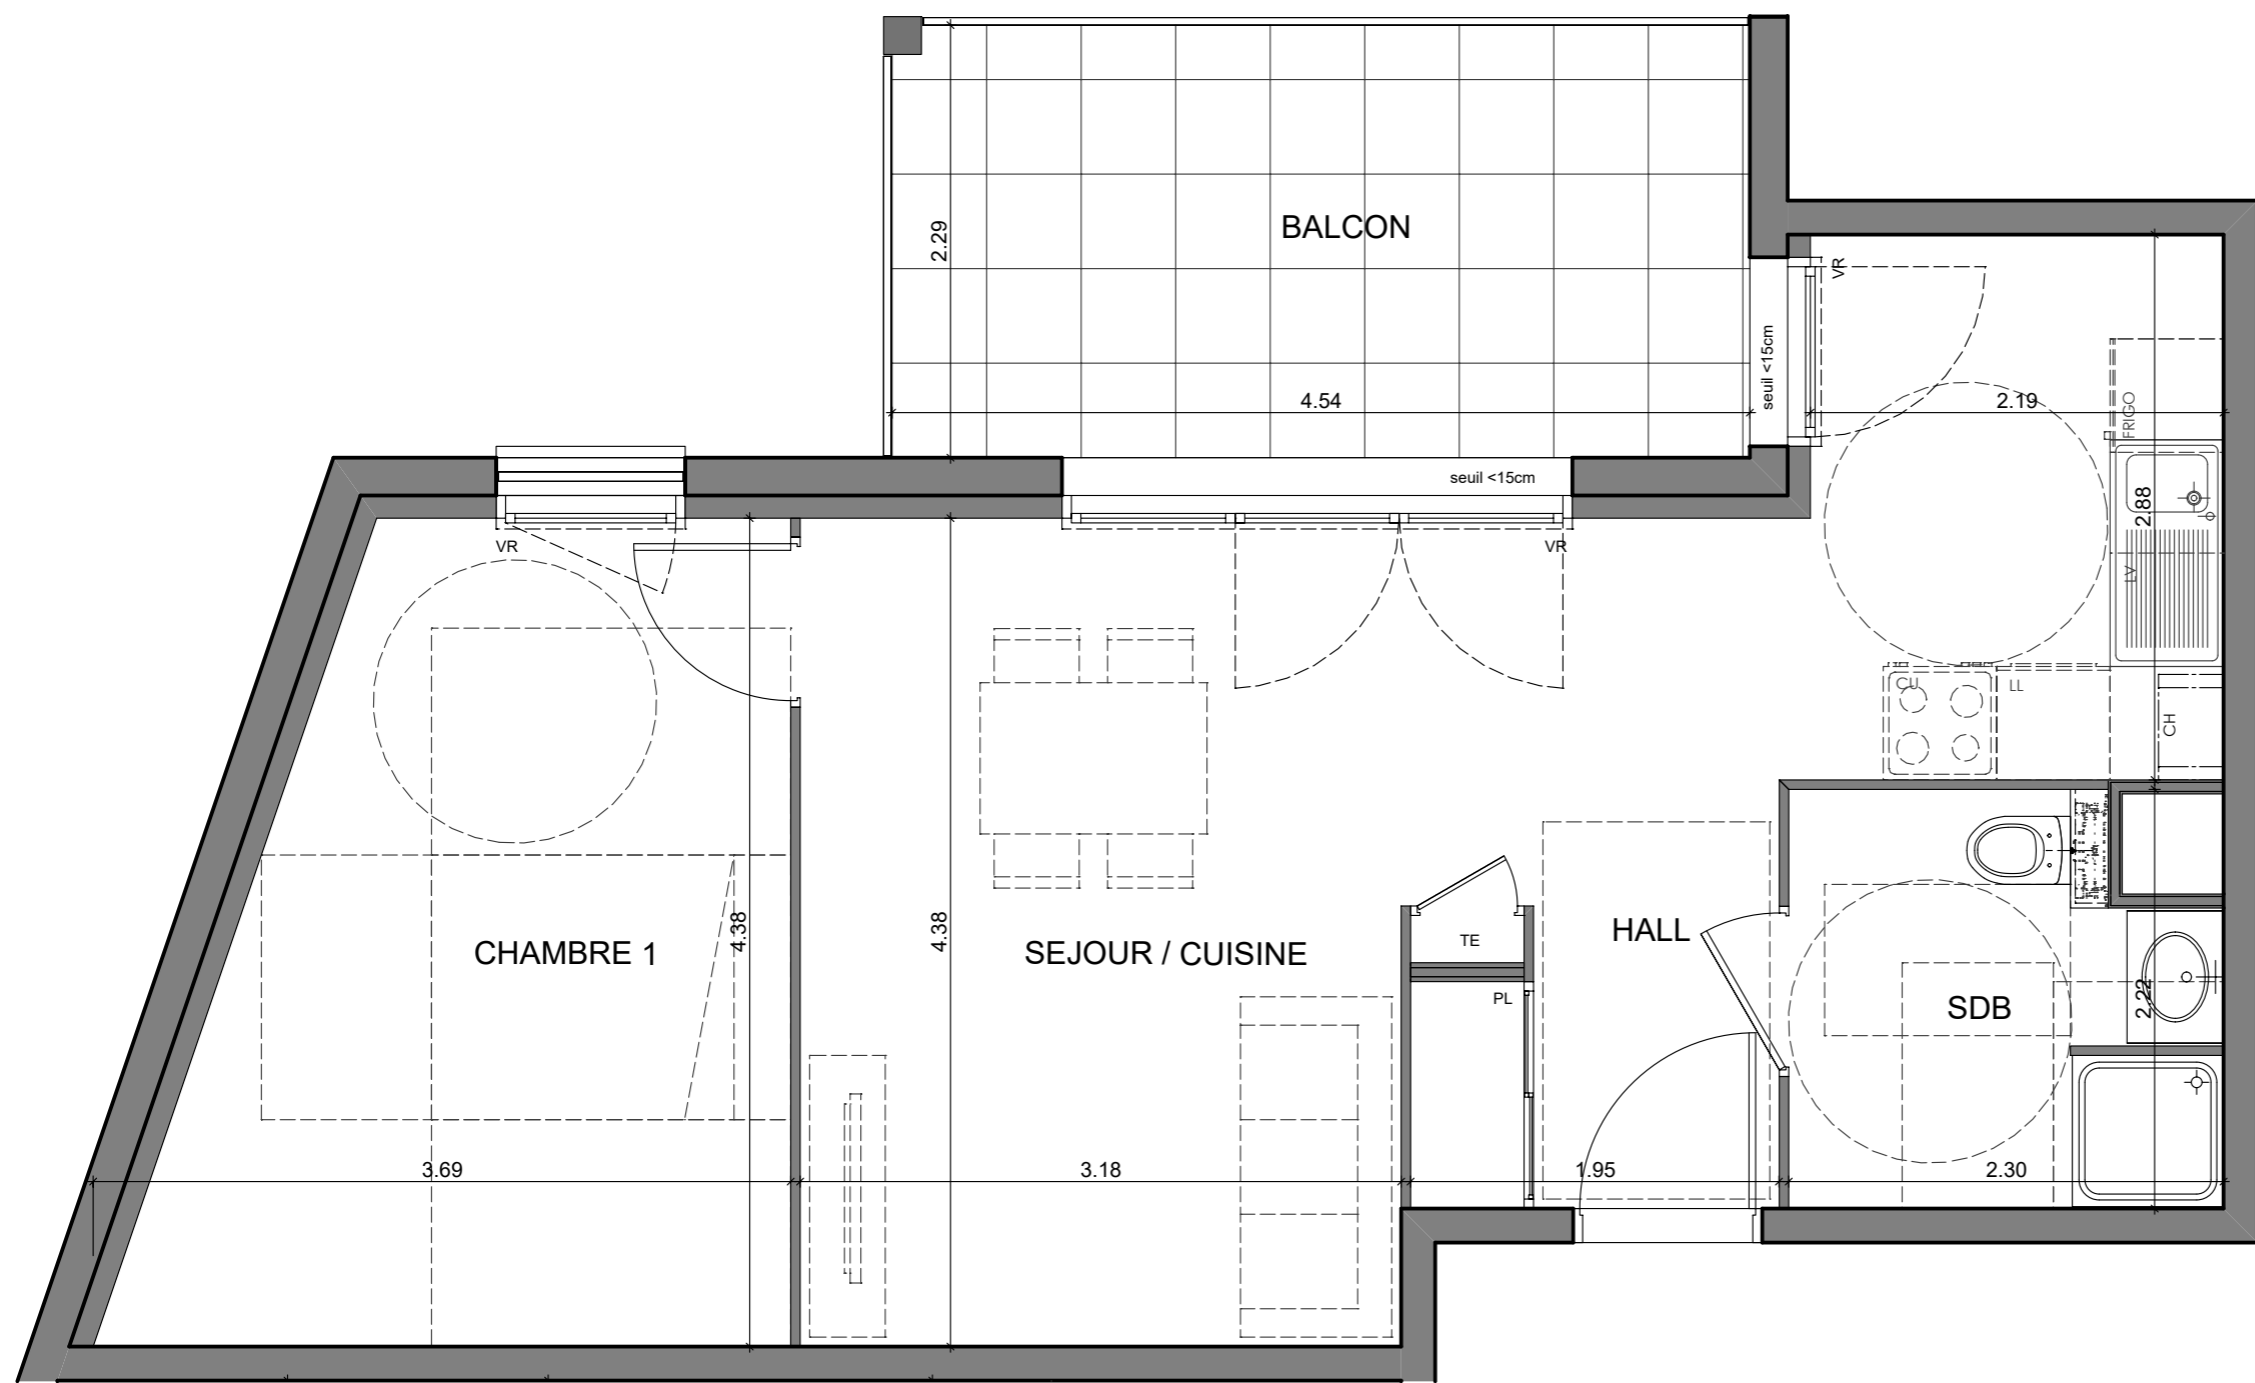 BALCON
2.29
4.54
seuil <15cm
VR
2.19
FRIGO
seuil <15cm
2.88
LV
VR
VR
CU
LL
CH
CHAMBRE 1
4.38
4.38
SEJOUR / CUISINE
TE
HALL
PL
SDB
2.22
3.69
3.18
1.95
2.30